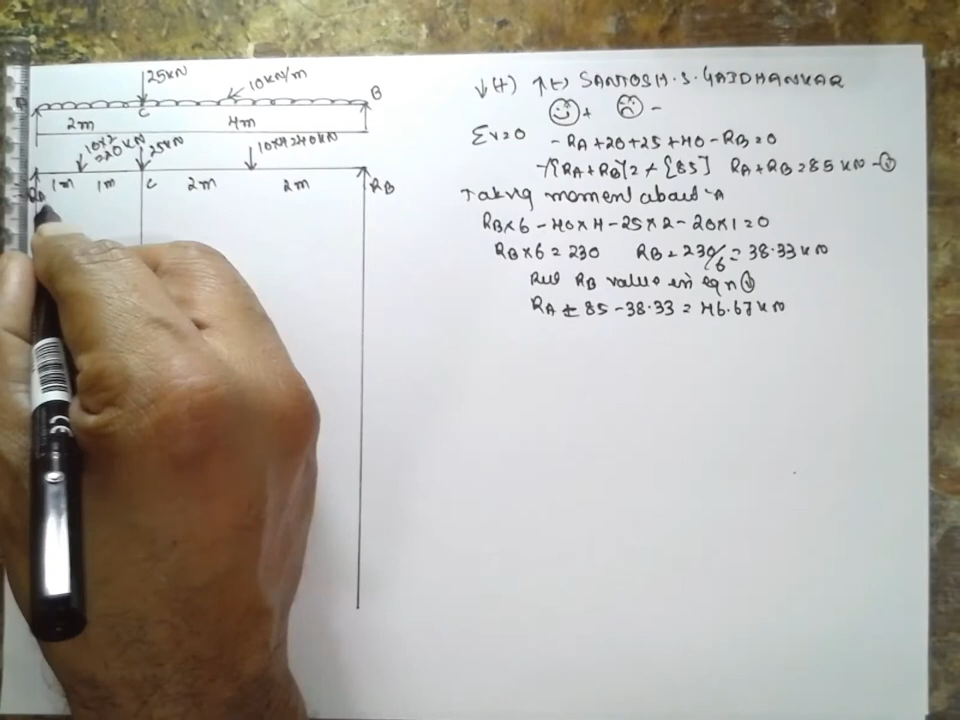 25KN
10KN/m
B
C
2m 4m
10×2
=20KN 25KN 10×4=40KN
1m 1m C 2m 2m RB
RA
↓(+) ↑(-) SANTOSH.S.GABDHANKAR
+ -
Σv=0 -RA+20+25+40-RB=0
-[RA+RB]=-[85] RA+RB=85KN-①
Taking moment about A
RB×6-40×4-25×2-20×1=0
RB×6=230 RB=230/6=38.33KN
Put RB value in eqn①
RA=85-38.33=46.67KN
CE